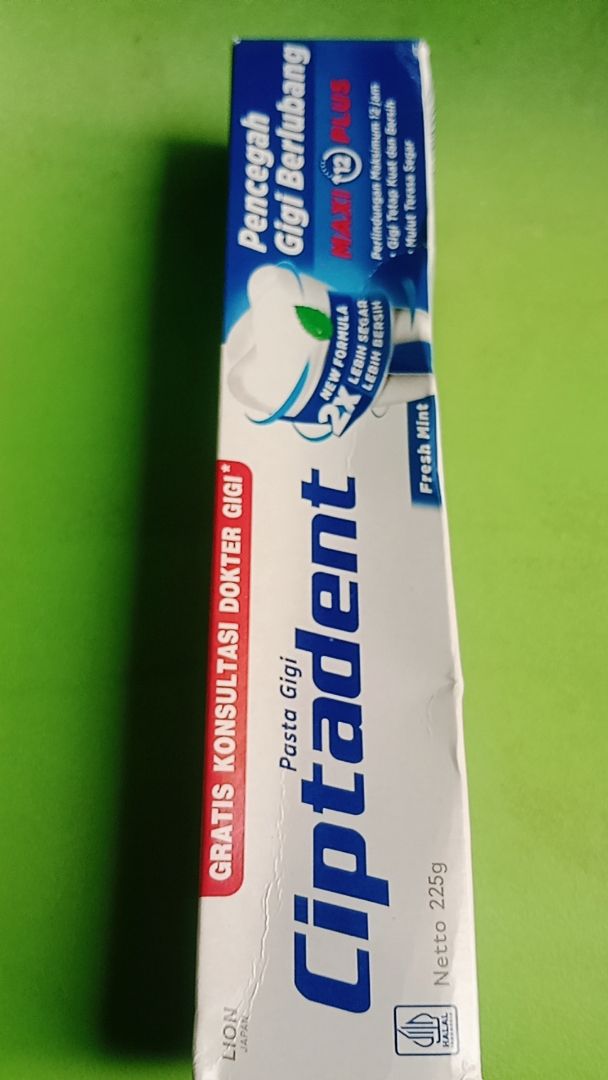 LION
JAPAN
GRATIS KONSULTASI DOKTER GIGI*
Pasta Gigi
Ciptadent
Netto 225g
HALAL
Pencegah
Gigi Berlubang
MAXI 12 PLUS
Perlindungan Maksimum 12 jam
• Gigi Tetap Kuat dan Bersih
• Mulut Terasa Segar
NEW FORMULA
2X LEBIH SEGAR
LEBIH BERSIH
Fresh Mint